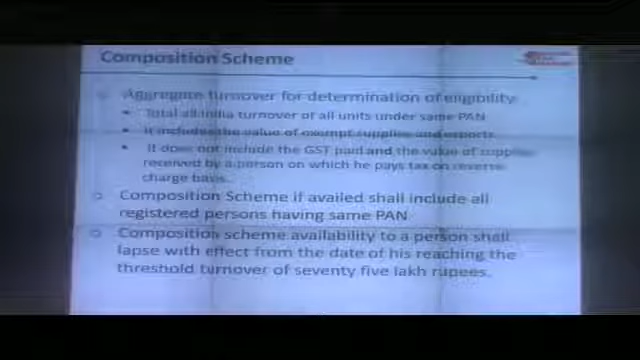 Composition Scheme
Aggregate turnover for determination of eligibility
Total all India turnover of all units under same PAN
It includes the value of exempt supplies and exports
It does not include the GST paid and the value of supplies
received by a person on which he pays tax on reverse
charge basis.
Composition Scheme if availed shall include all
registered persons having same PAN
Composition scheme availability to a person shall
lapse with effect from the date of his reaching the
threshold turnover of seventy five lakh rupees.